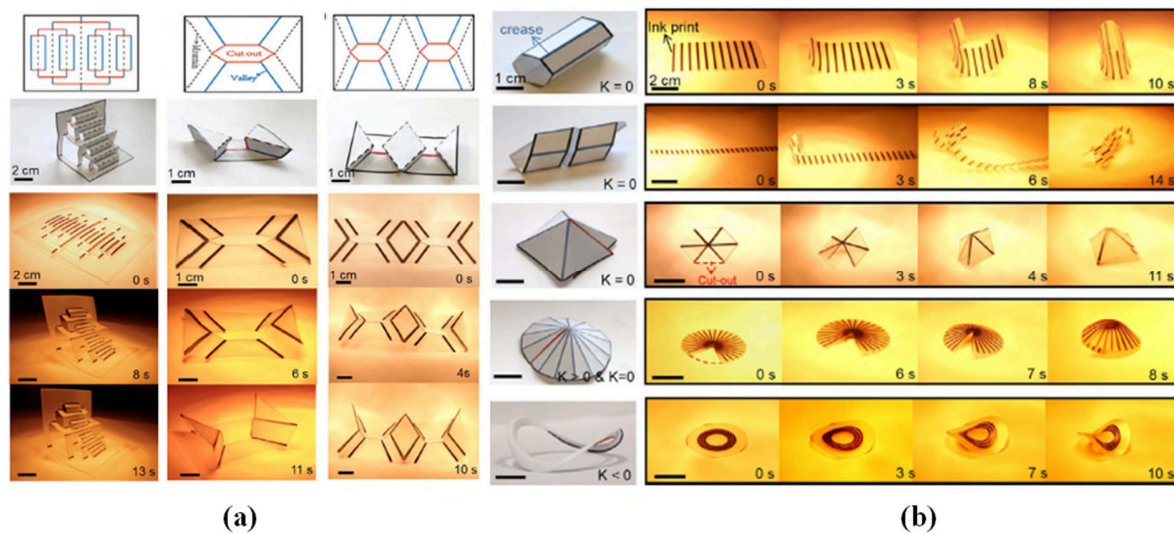 Cut out
Mountain
Valley
2 cm
1 cm
1 cm
2 cm
0 s
1 cm
0 s
1 cm
0 s
8 s
6 s
4s
13 s
11 s
10 s
crease
1 cm
K = 0
K = 0
K = 0
K > 0 & K=0
K < 0
Ink print
2 cm
0 s
3 s
8 s
10 s
0 s
3 s
6 s
14 s
Cut-out
0 s
3 s
4 s
11 s
0 s
6 s
7 s
8 s
0 s
3 s
7 s
10 s
(a)
(b)